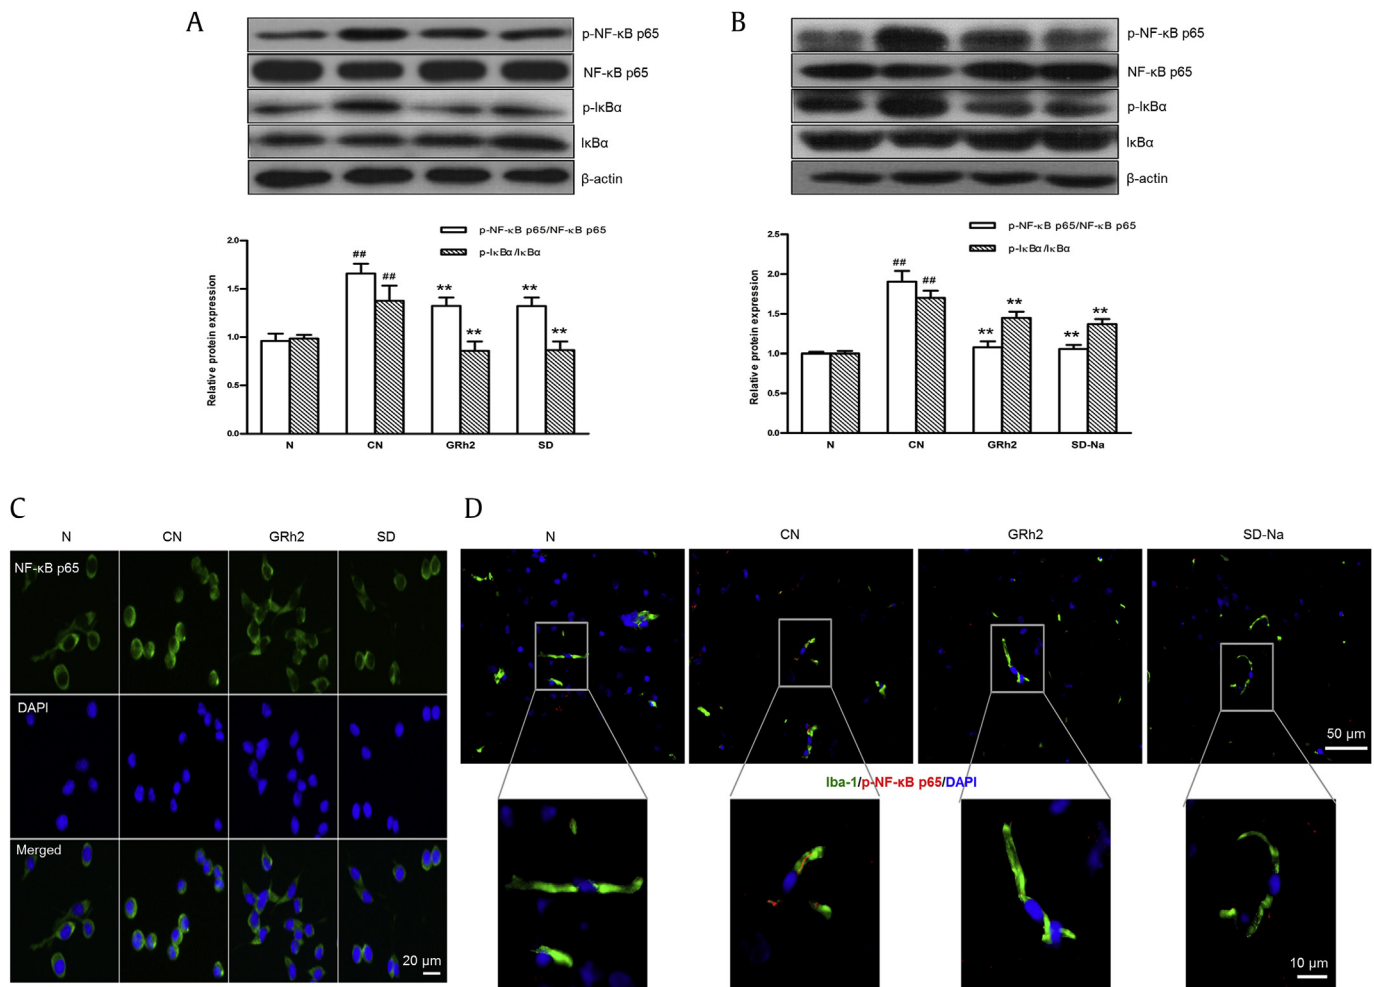 A
p-NF-κB p65
NF-κB p65
p-IκBα
IκBα
β-actin
p-NF-κB p65/NF-κB p65
p-IκBα/IκBα
Relative protein expression
2.0
1.5
1.0
0.5
0.0
##
##
**
**
**
**
N CN GRh2 SD
B
p-NF-κB p65
NF-κB p65
p-IκBα
IκBα
β-actin
p-NF-κB p65/NF-κB p65
p-IκBα/IκBα
Relative protein expression
2.5
2.0
1.5
1.0
0.5
0.0
##
##
**
**
**
**
N CN GRh2 SD-Na
C
N CN GRh2 SD
NF-κB p65
DAPI
Merged
20 µm
D
N CN GRh2 SD-Na
50 µm
Iba-1/p-NF-κB p65/DAPI
10 µm